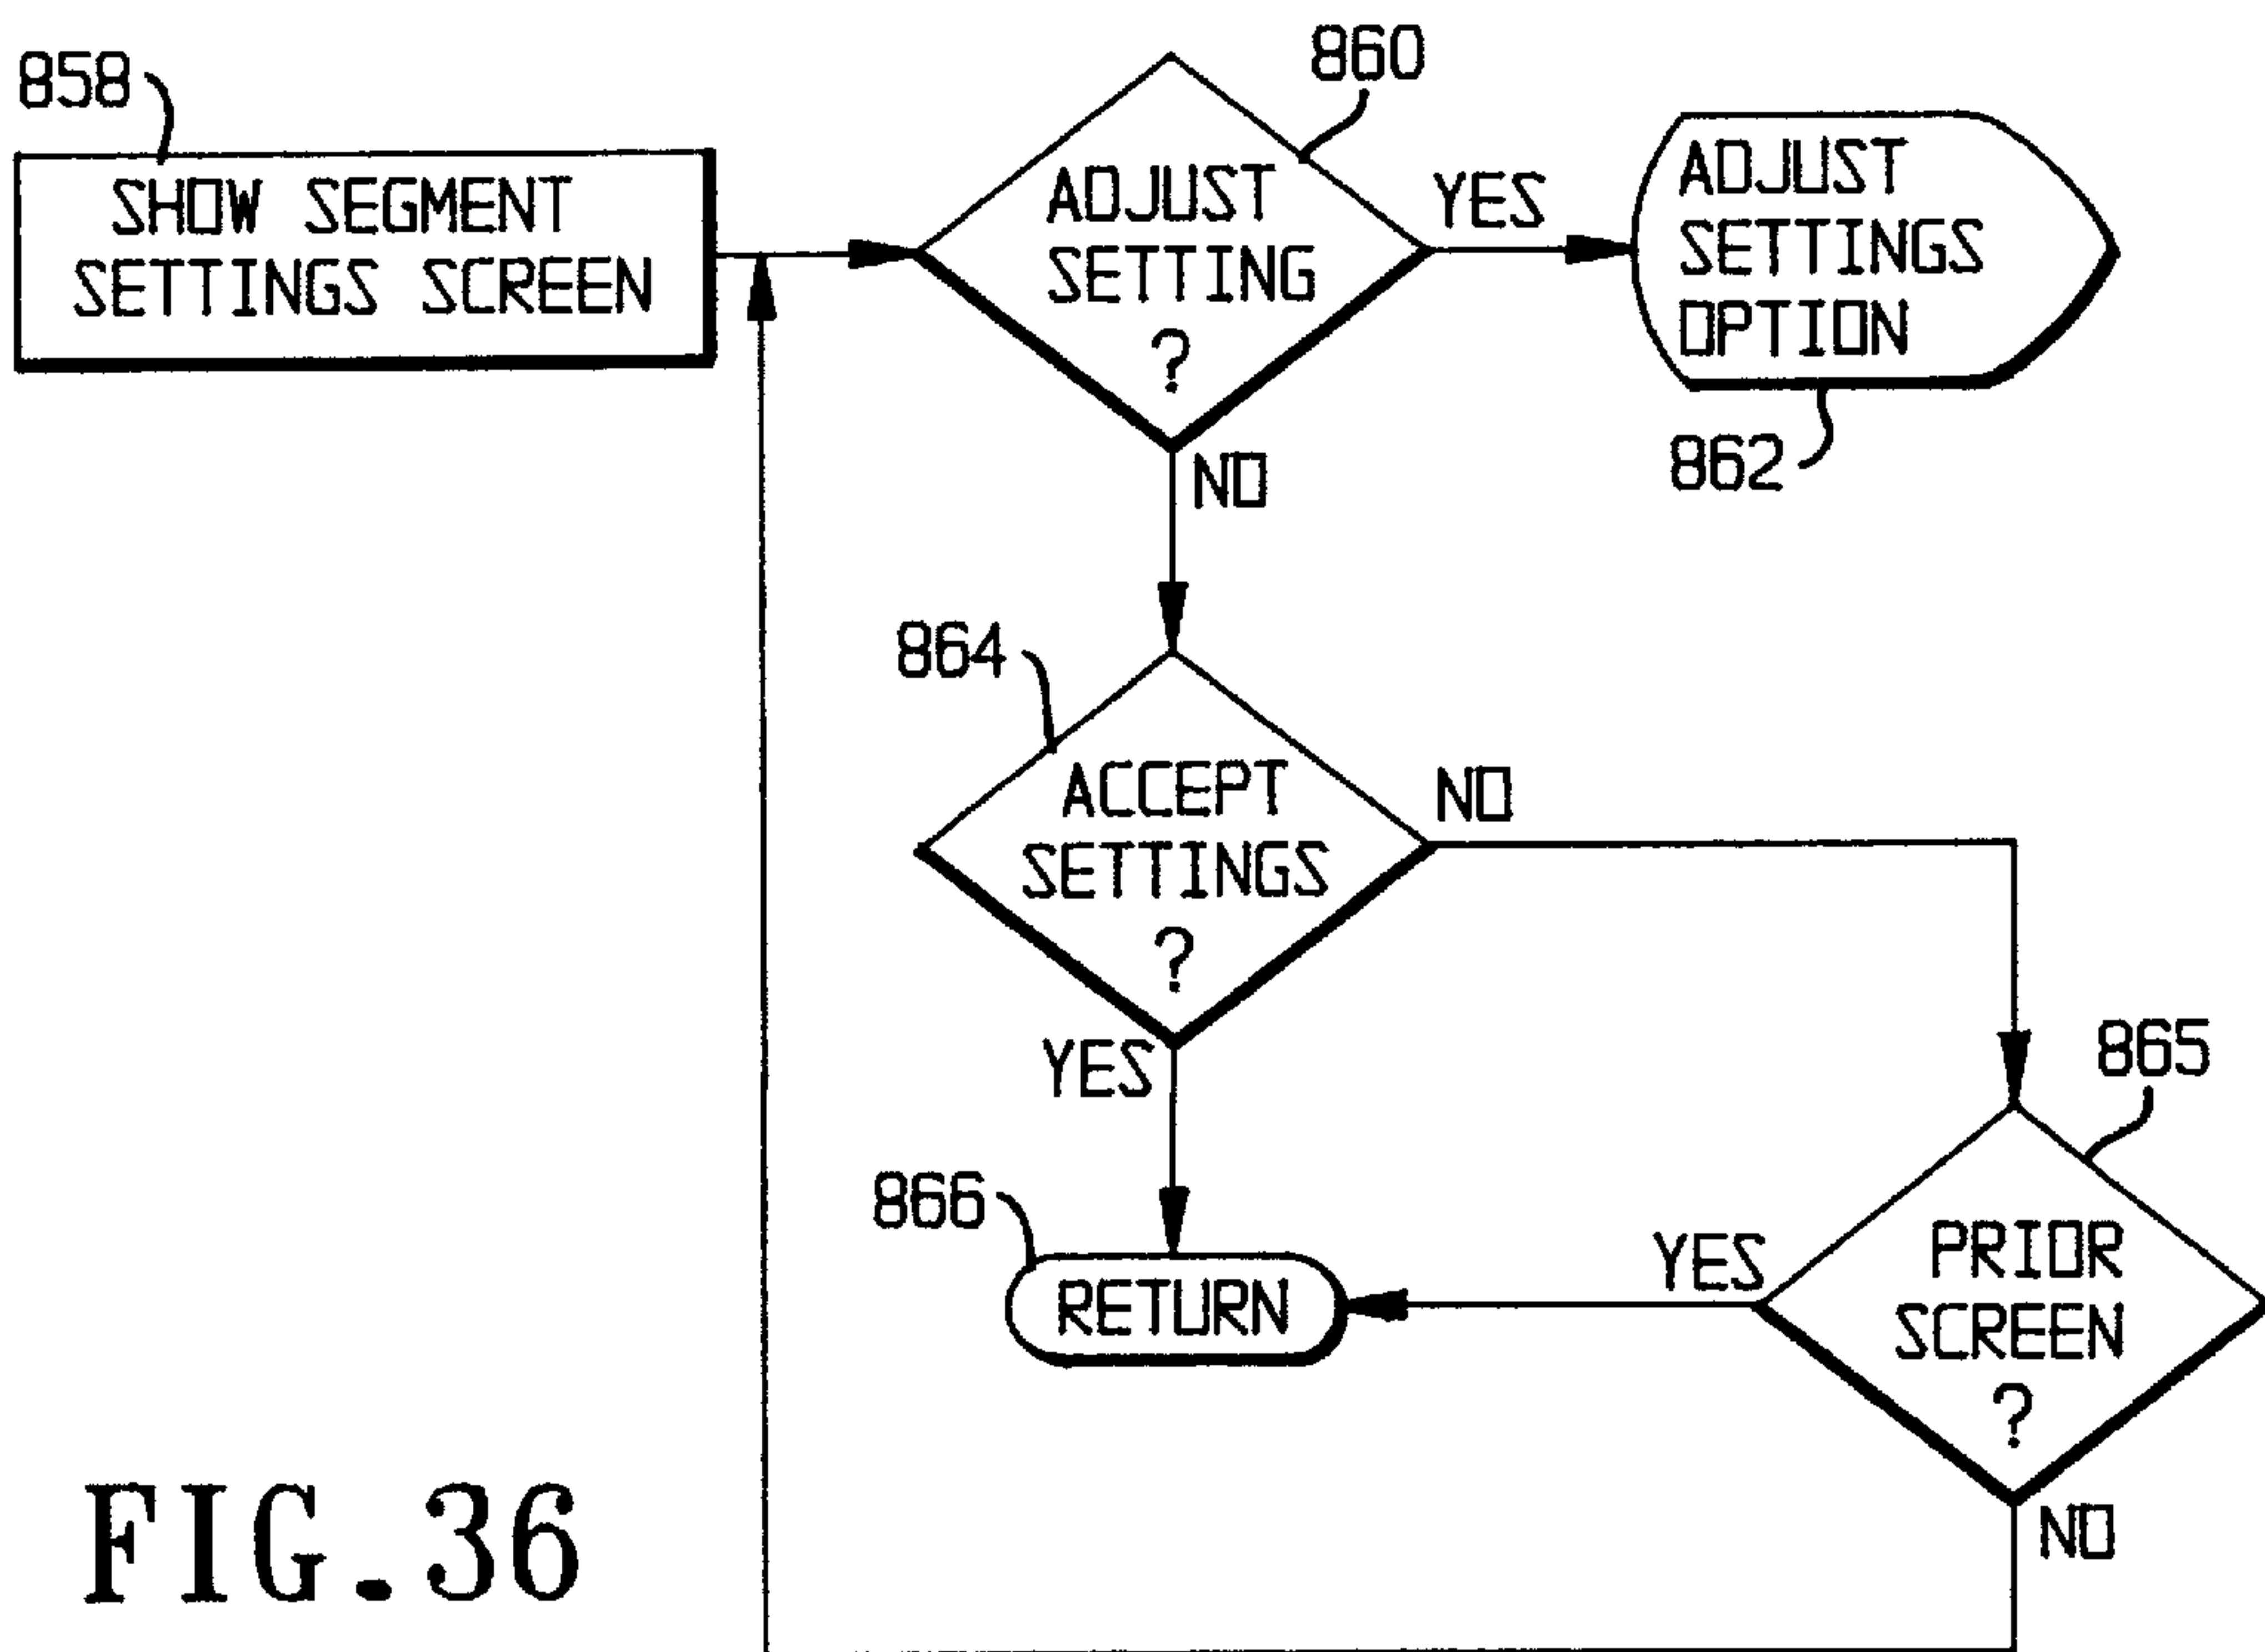 858
SHOW SEGMENT
SETTINGS SCREEN
860
ADJUST
SETTING
?
YES
ADJUST
SETTINGS
OPTION
862
NO
864
ACCEPT
SETTINGS
?
NO
YES
865
866
RETURN
YES
PRIOR
SCREEN
?
NO
FIG.36